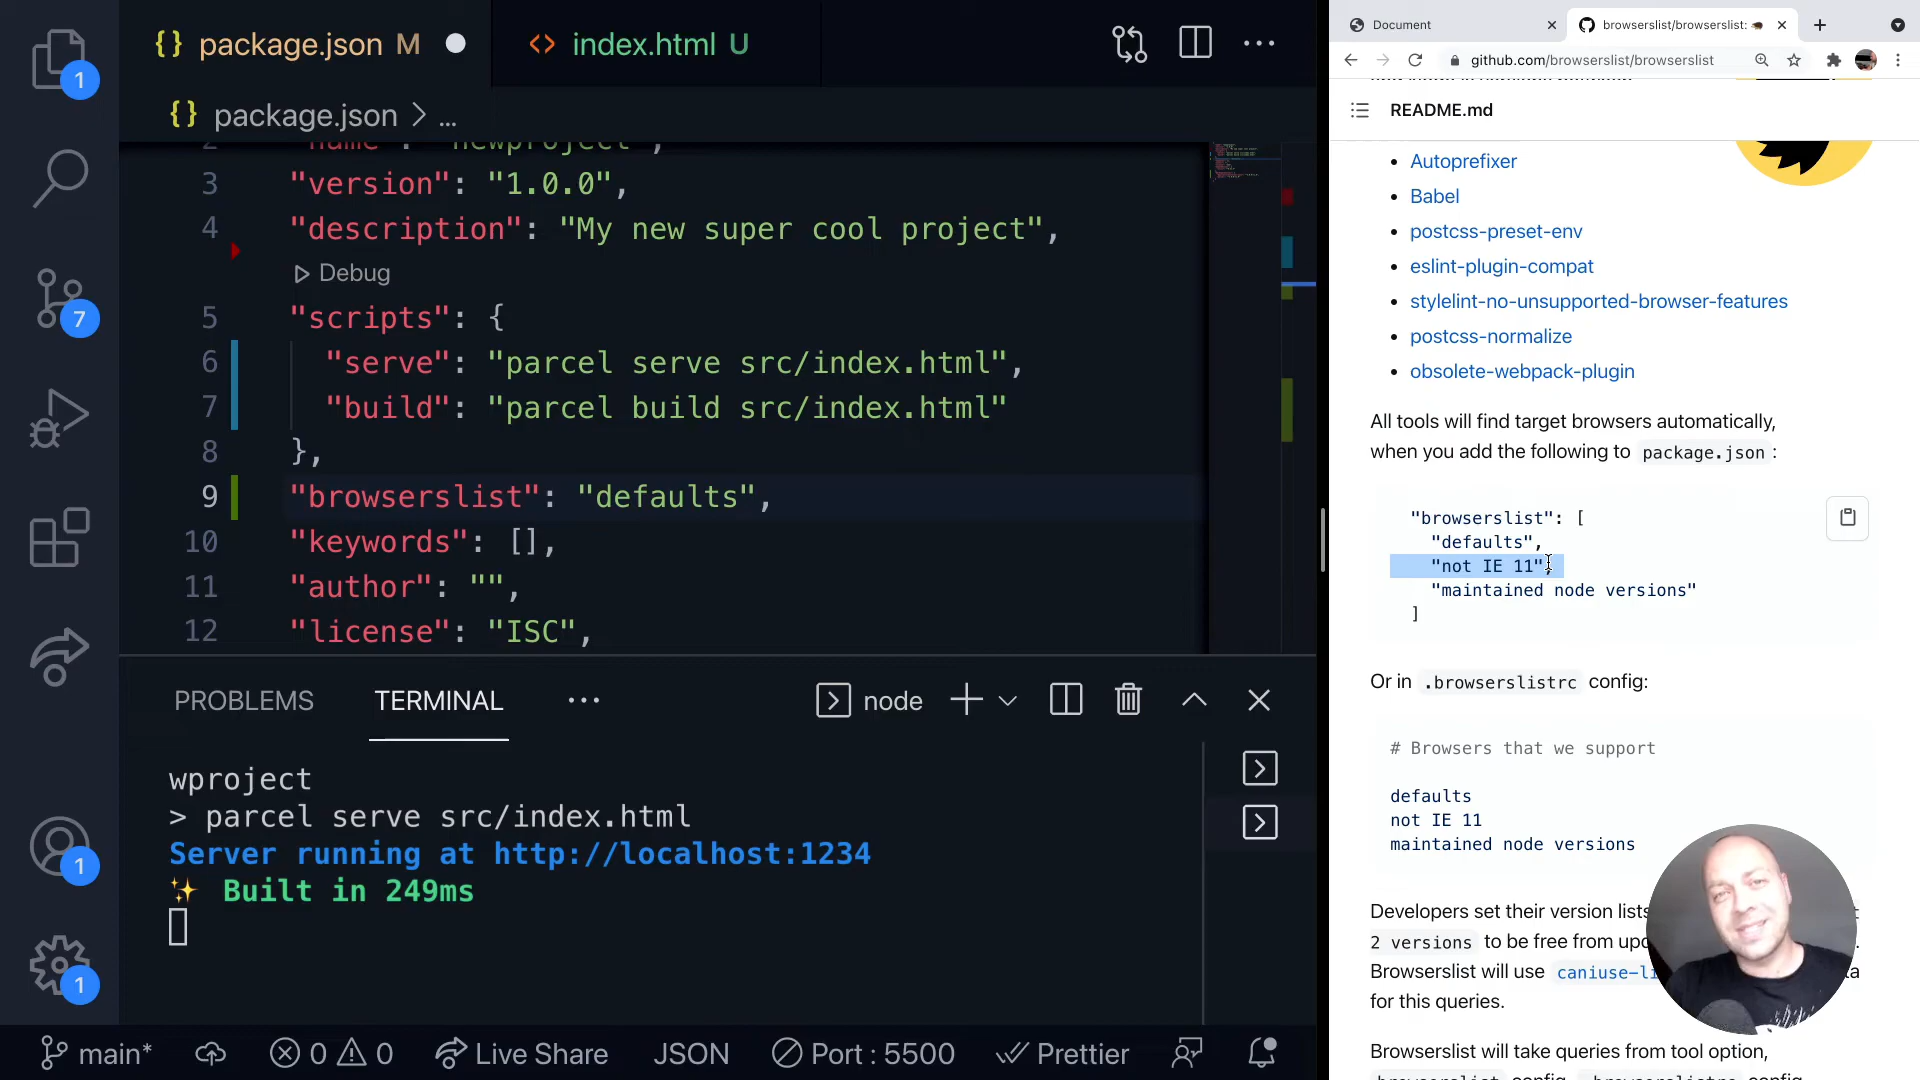 {} package.json M
<> index.html U
{} package.json > ...
2 "name": "newproject",
3 "version": "1.0.0",
4 "description": "My new super cool project",
Debug
5 "scripts": {
6 "serve": "parcel serve src/index.html",
7 "build": "parcel build src/index.html"
8 },
9 "browserslist": "defaults",
10 "keywords": [],
11 "author": "",
12 "license": "ISC",
1
7
1
1
PROBLEMS TERMINAL ... node
wproject
> parcel serve src/index.html
Server running at http://localhost:1234
✨ Built in 249ms
main* 0 0 Live Share JSON Port : 5500 Prettier
Document
browserslist/browserslist:
github.com/browserslist/browserslist
README.md
• Autoprefixer
• Babel
• postcss-preset-env
• eslint-plugin-compat
• stylelint-no-unsupported-browser-features
• postcss-normalize
• obsolete-webpack-plugin
All tools will find target browsers automatically,
when you add the following to package.json :
"browserslist": [
"defaults",
"not IE 11",
"maintained node versions"
]
Or in .browserslistrc config:
# Browsers that we support
defaults
not IE 11
maintained node versions
Developers set their version lists
2 versions to be free from
Browserslist will use
for this queries.
Browserslist will take queries from tool option,